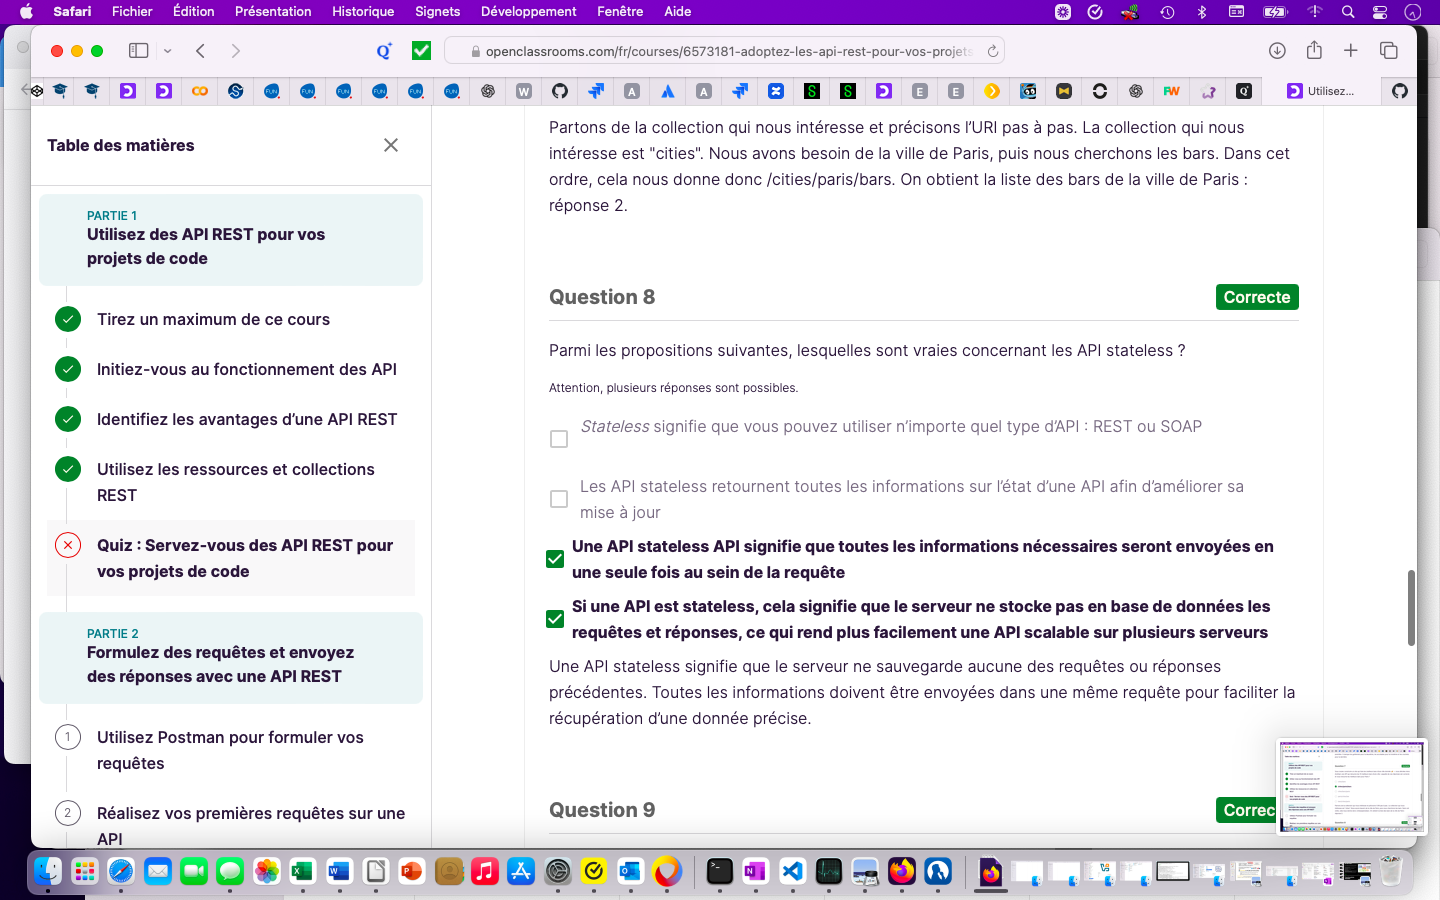 Safari Fichier Édition Présentation Historique Signets Développement Fenêtre Aide
openclassrooms.com/fr/courses/6573181-adoptez-les-api-rest-pour-vos-projets
Utilisez...
Table des matières
PARTIE 1
Utilisez des API REST pour vos
projets de code
Tirez un maximum de ce cours
Initiez-vous au fonctionnement des API
Identifiez les avantages d’une API REST
Utilisez les ressources et collections
REST
Quiz : Servez-vous des API REST pour
vos projets de code
PARTIE 2
Formulez des requêtes et envoyez
des réponses avec une API REST
1 Utilisez Postman pour formuler vos
requêtes
2 Réalisez vos premières requêtes sur une
API
Partons de la collection qui nous intéresse et précisons l’URI pas à pas. La collection qui nous
intéresse est "cities". Nous avons besoin de la ville de Paris, puis nous cherchons les bars. Dans cet
ordre, cela nous donne donc /cities/paris/bars. On obtient la liste des bars de la ville de Paris :
réponse 2.
Question 8 Correcte
Parmi les propositions suivantes, lesquelles sont vraies concernant les API stateless ?
Attention, plusieurs réponses sont possibles.
Stateless signifie que vous pouvez utiliser n’importe quel type d’API : REST ou SOAP
Les API stateless retournent toutes les informations sur l’état d’une API afin d’améliorer sa
mise à jour
Une API stateless API signifie que toutes les informations nécessaires seront envoyées en
une seule fois au sein de la requête
Si une API est stateless, cela signifie que le serveur ne stocke pas en base de données les
requêtes et réponses, ce qui rend plus facilement une API scalable sur plusieurs serveurs
Une API stateless signifie que le serveur ne sauvegarde aucune des requêtes ou réponses
précédentes. Toutes les informations doivent être envoyées dans une même requête pour faciliter la
récupération d’une donnée précise.
Question 9 Correc